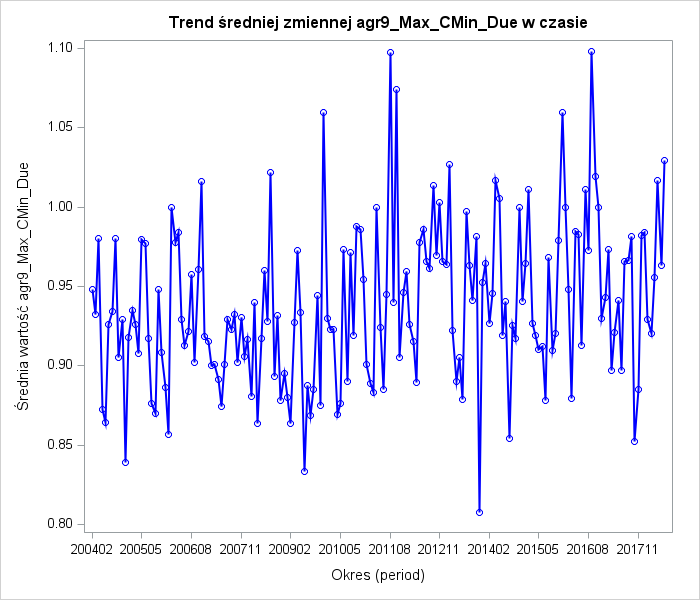 Trend średniej zmiennej agr9_Max_CMin_Due w czasie
Średnia wartość agr9_Max_CMin_Due
1.10
1.05
1.00
0.95
0.90
0.85
0.80
200402 200505 200608 200711 200902 201005 201108 201211 201402 201505 201608 201711
Okres (period)